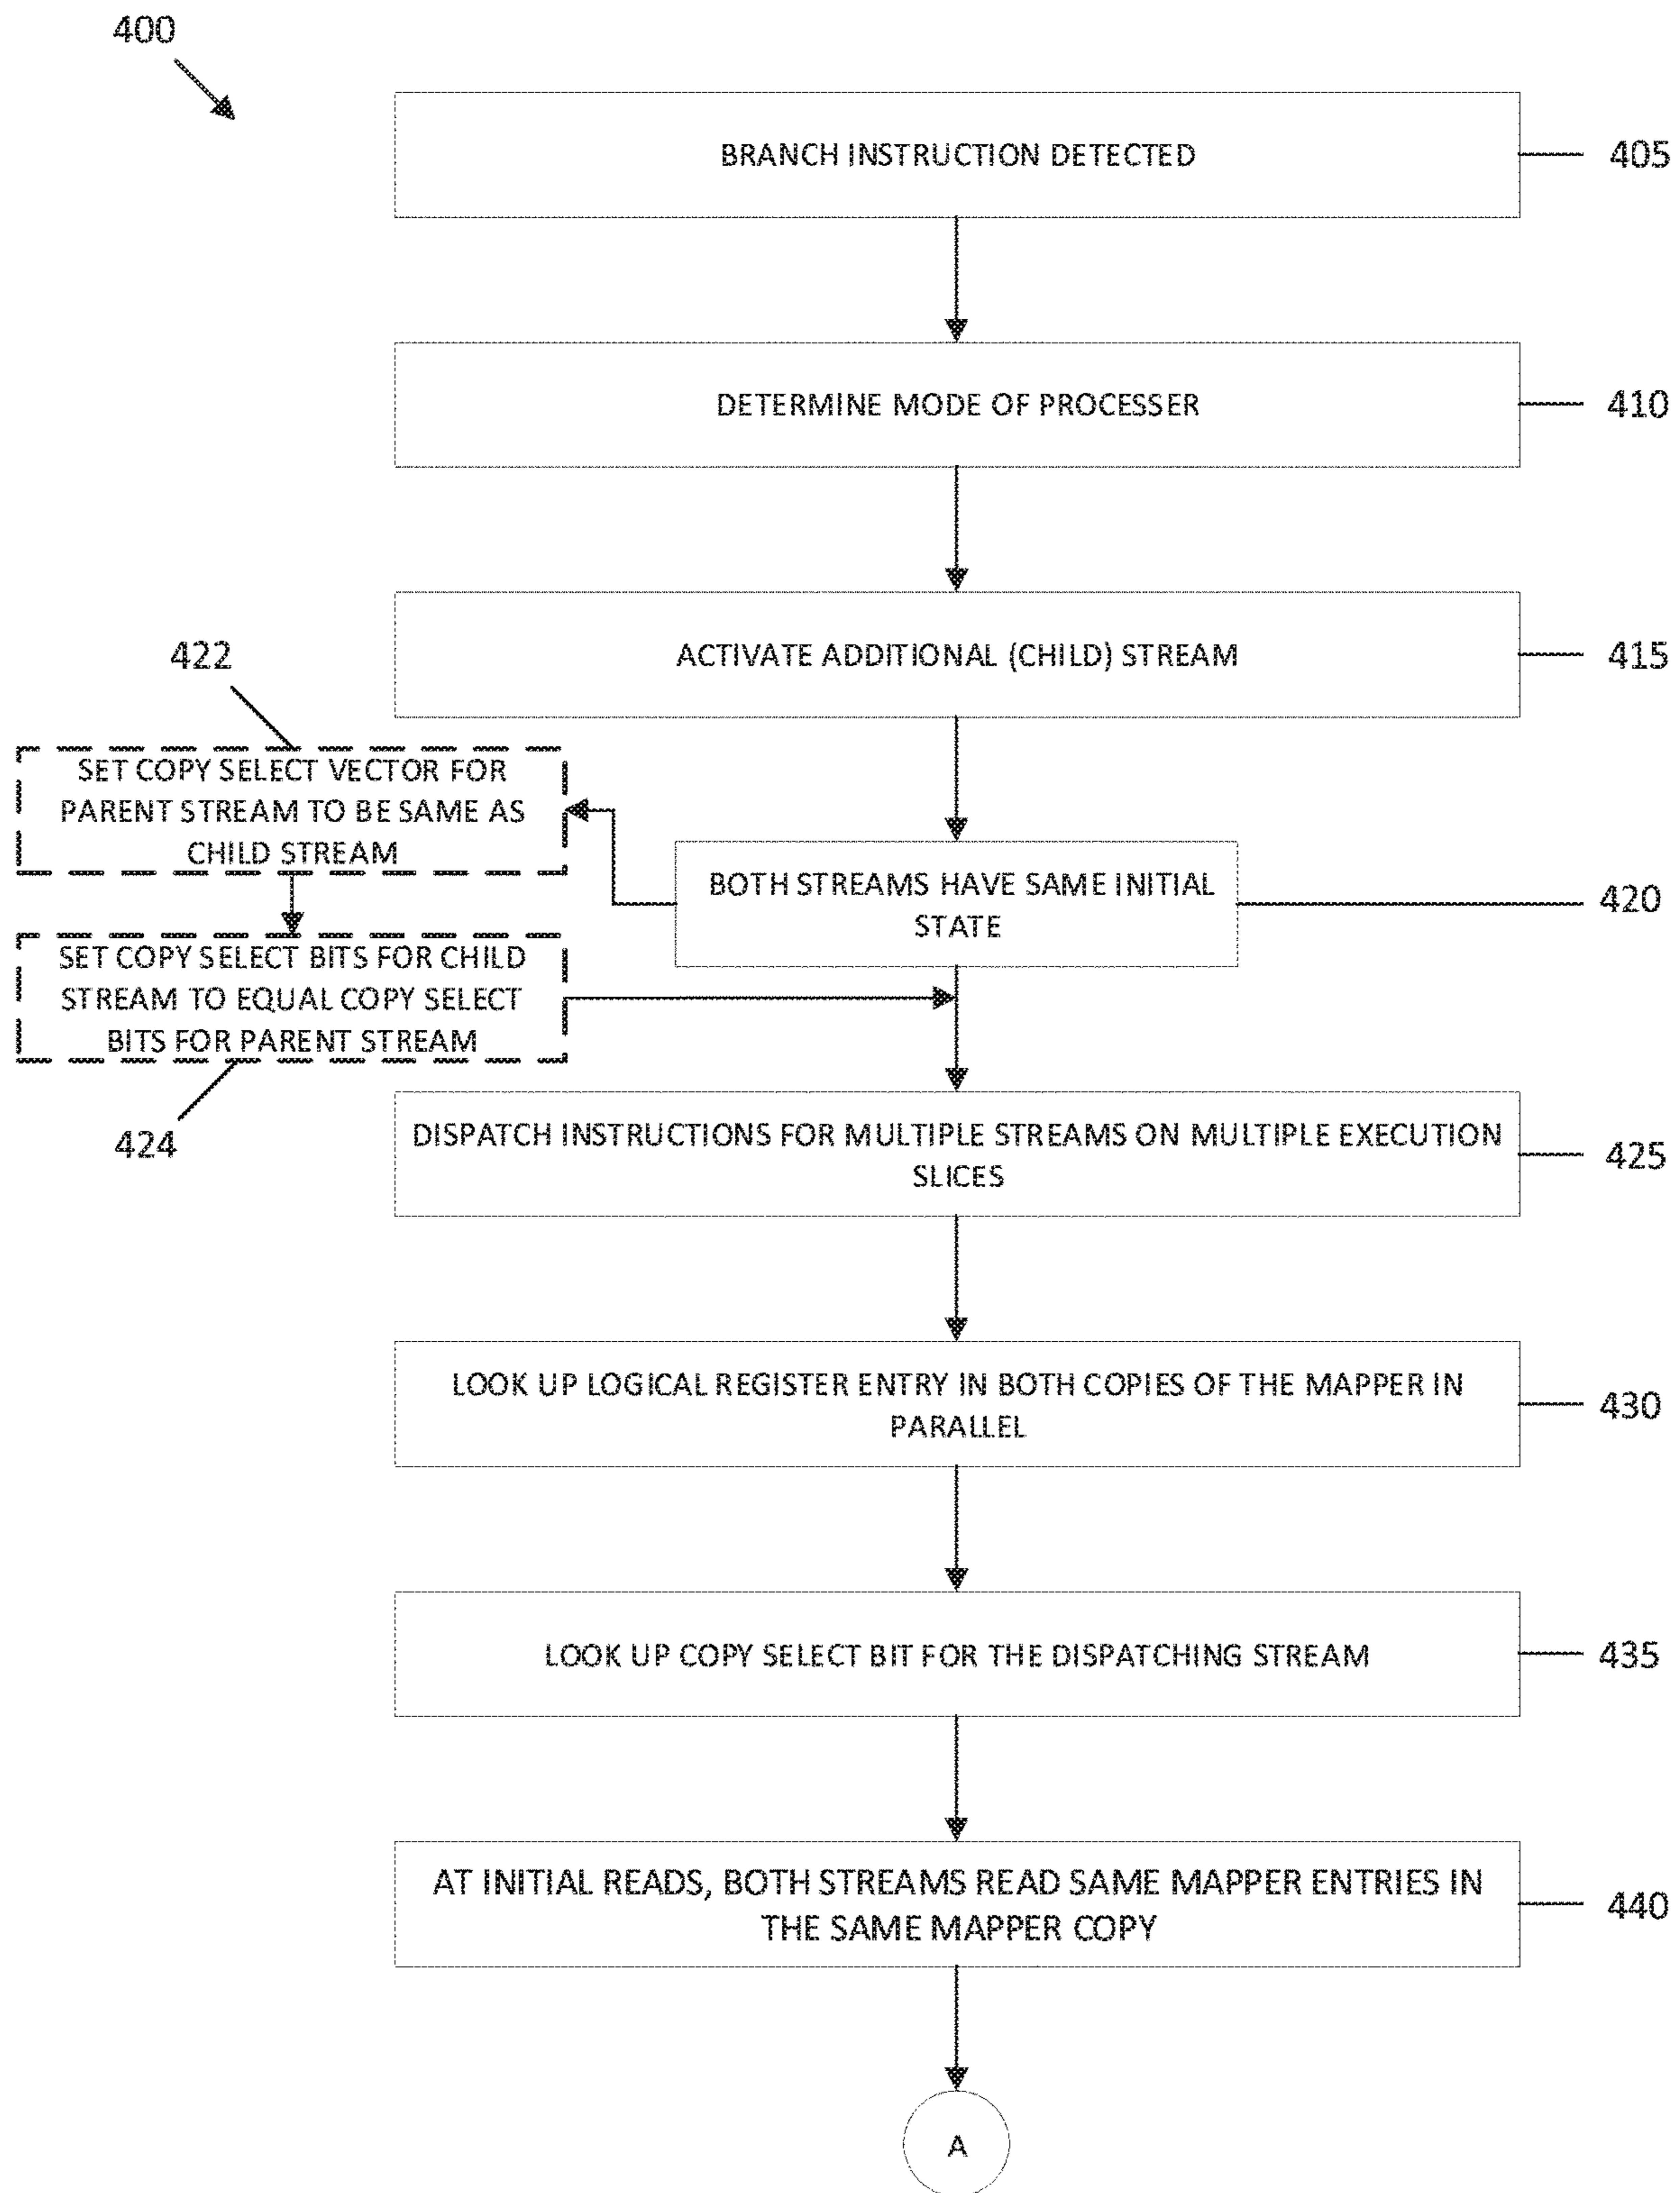 400
BRANCH INSTRUCTION DETECTED
405
DETERMINE MODE OF PROCESSER
410
ACTIVATE ADDITIONAL (CHILD) STREAM
415
422
SET COPY SELECT VECTOR FOR
PARENT STREAM TO BE SAME AS
CHILD STREAM
BOTH STREAMS HAVE SAME INITIAL
STATE
420
SET COPY SELECT BITS FOR CHILD
STREAM TO EQUAL COPY SELECT
BITS FOR PARENT STREAM
424
DISPATCH INSTRUCTIONS FOR MULTIPLE STREAMS ON MULTIPLE EXECUTION
SLICES
425
LOOK UP LOGICAL REGISTER ENTRY IN BOTH COPIES OF THE MAPPER IN
PARALLEL
430
LOOK UP COPY SELECT BIT FOR THE DISPATCHING STREAM
435
AT INITIAL READS, BOTH STREAMS READ SAME MAPPER ENTRIES IN
THE SAME MAPPER COPY
440
A